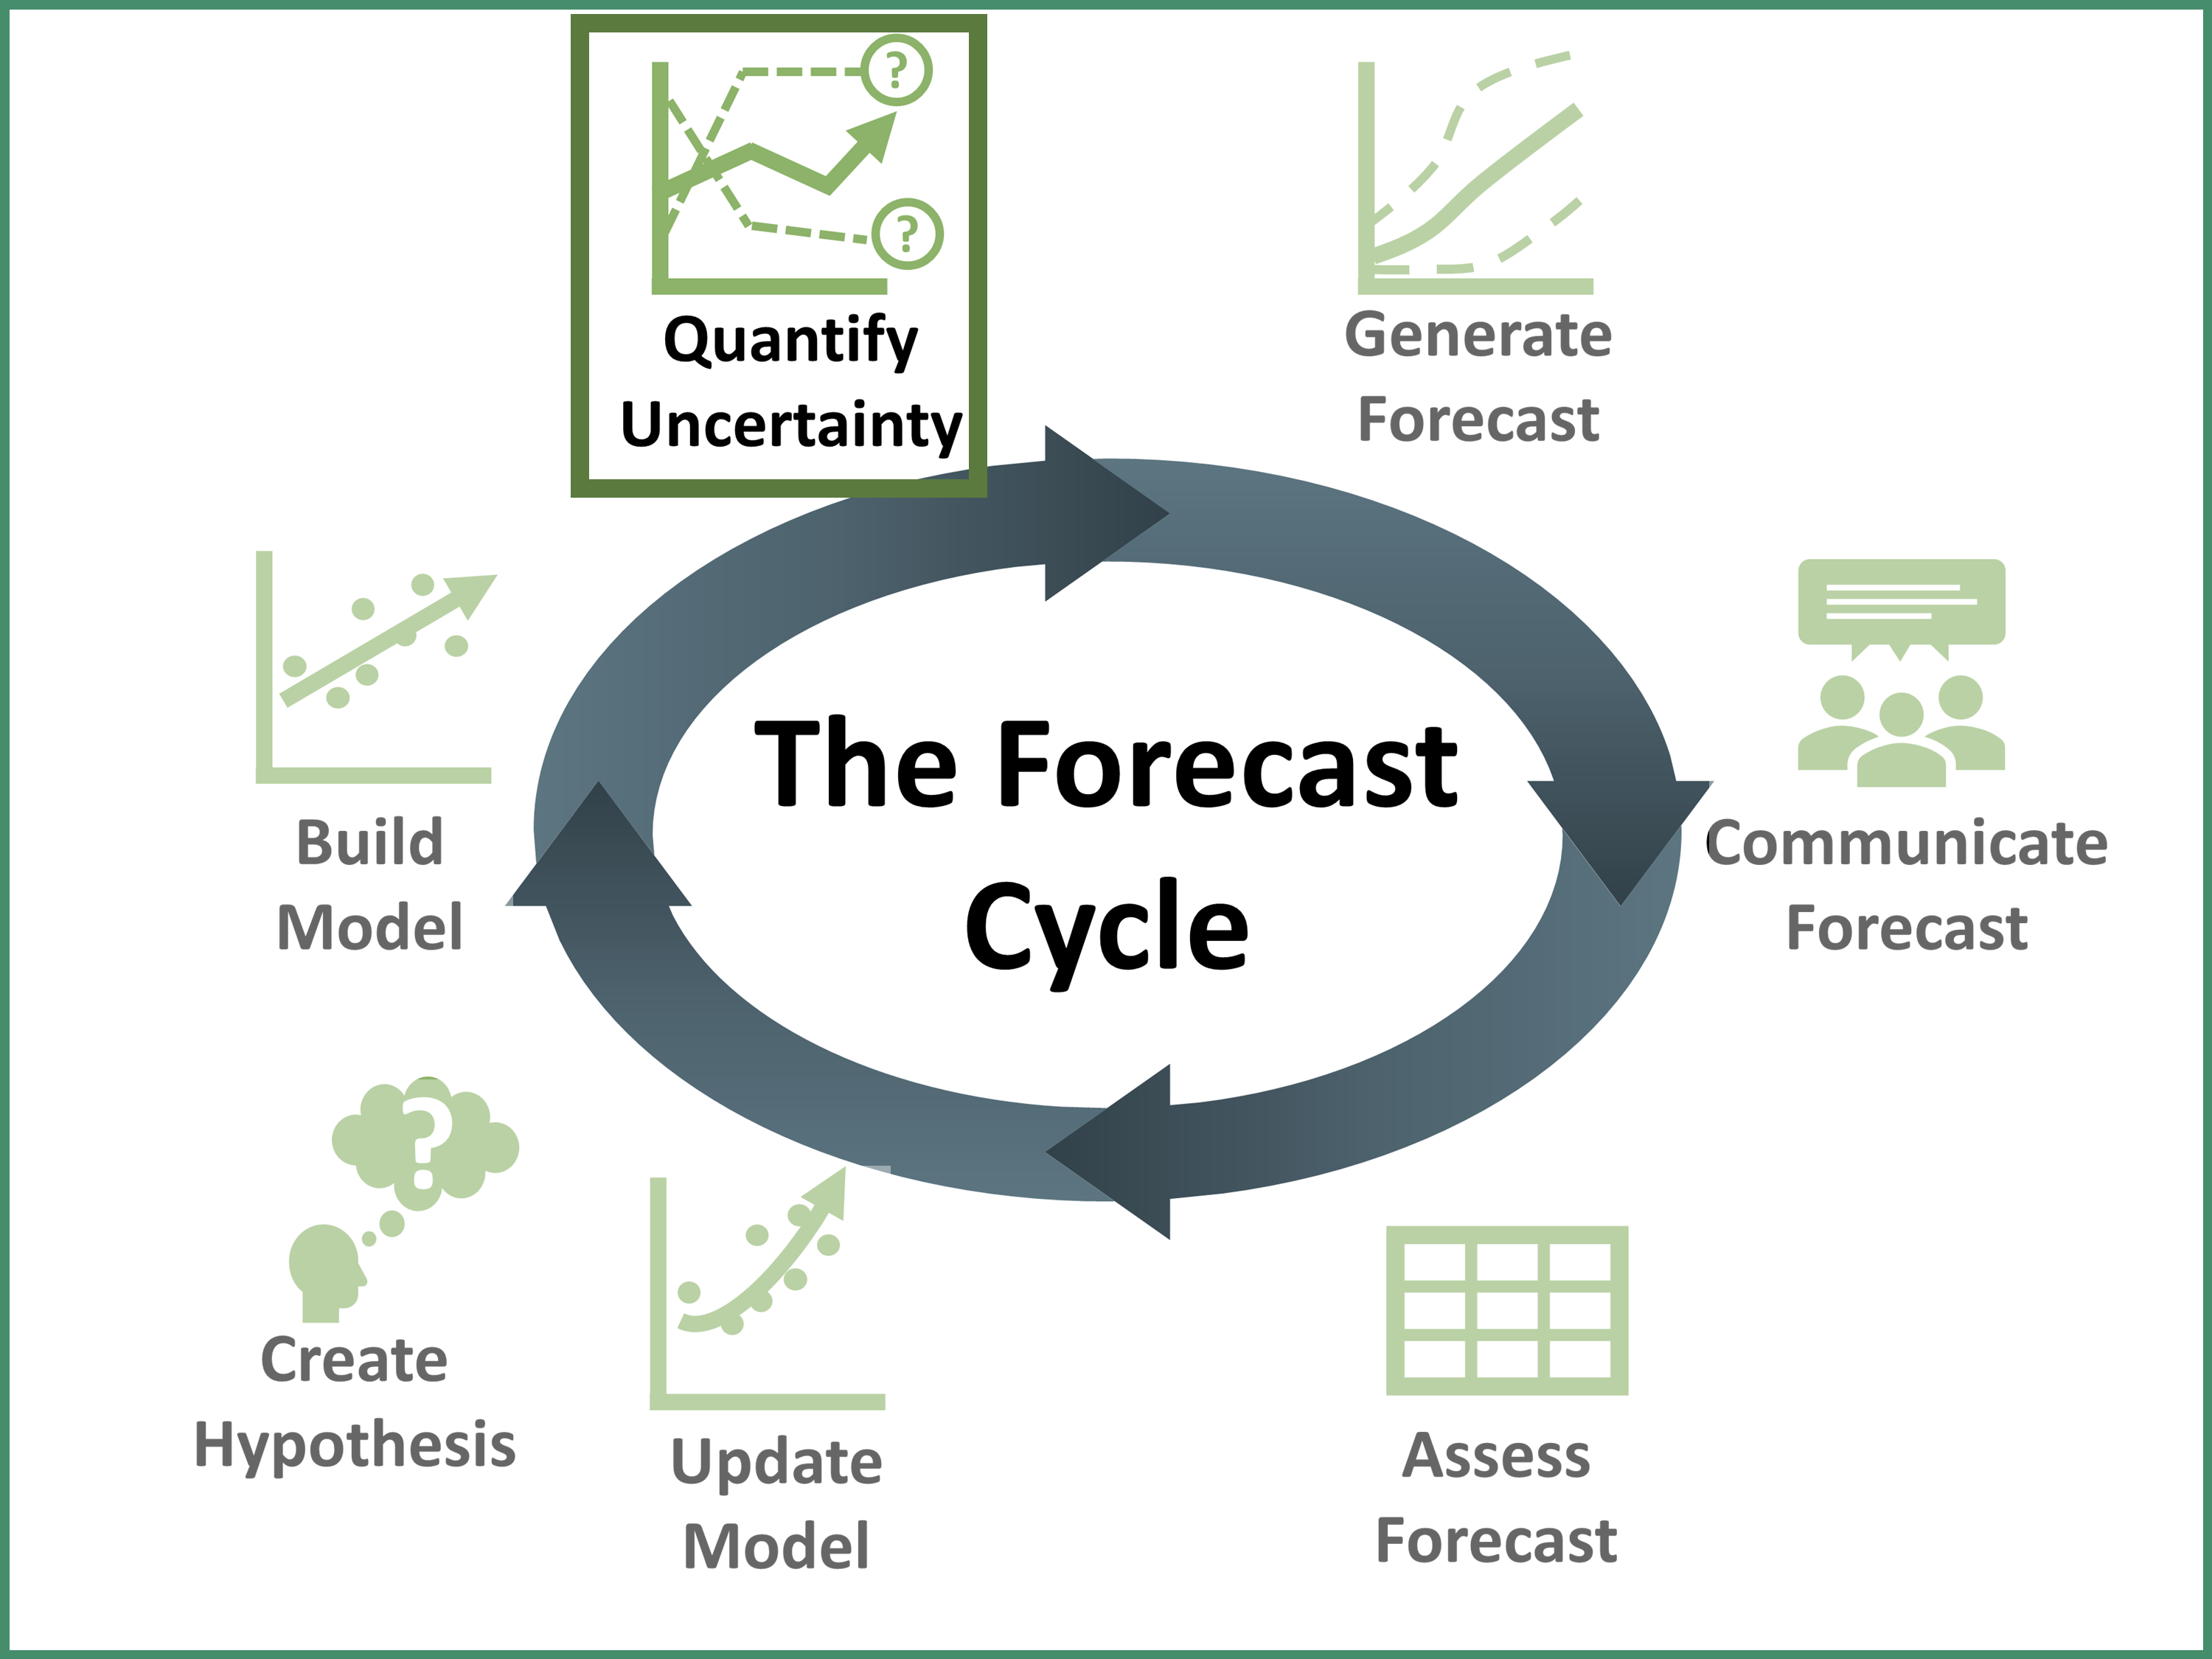 ?
?
Quantify
Uncertainty
Generate
Forecast
Build
Model
The Forecast
Cycle
Communicate
Forecast
?
Create
Hypothesis
Update
Model
Assess
Forecast